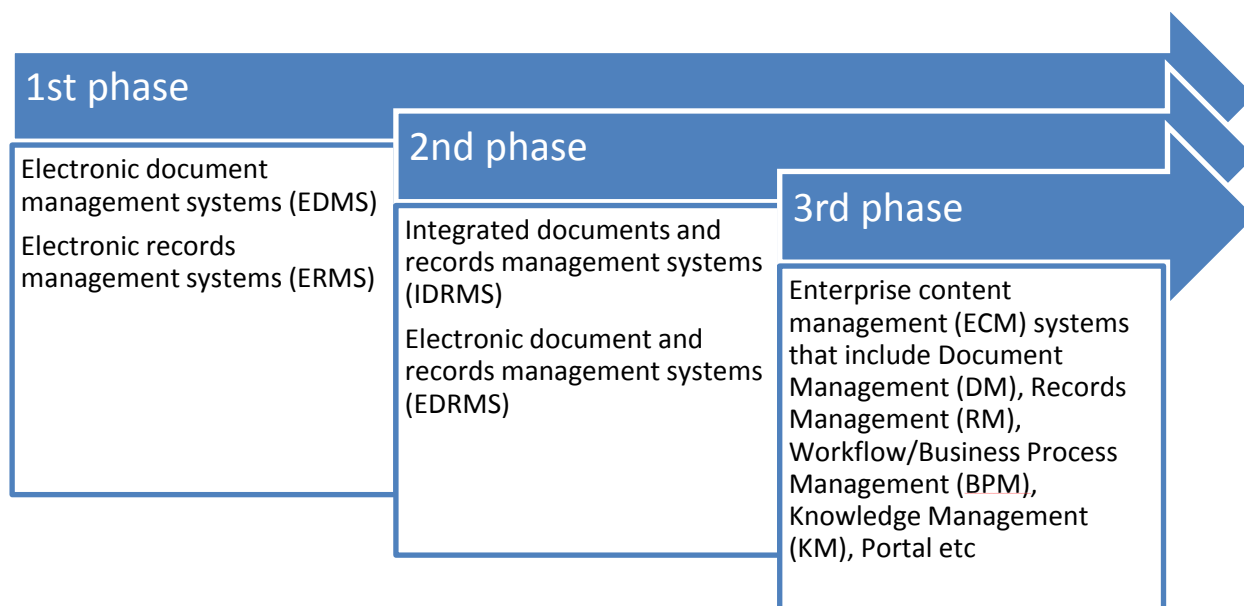 1st phase
Electronic document
management systems (EDMS)
Electronic records
management systems (ERMS)
2nd phase
Integrated documents and
records management systems
(IDRMS)
Electronic document and
records management systems
(EDRMS)
3rd phase
Enterprise content
management (ECM) systems
that include Document
Management (DM), Records
Management (RM),
Workflow/Business Process
Management (BPM),
Knowledge Management
(KM), Portal etc